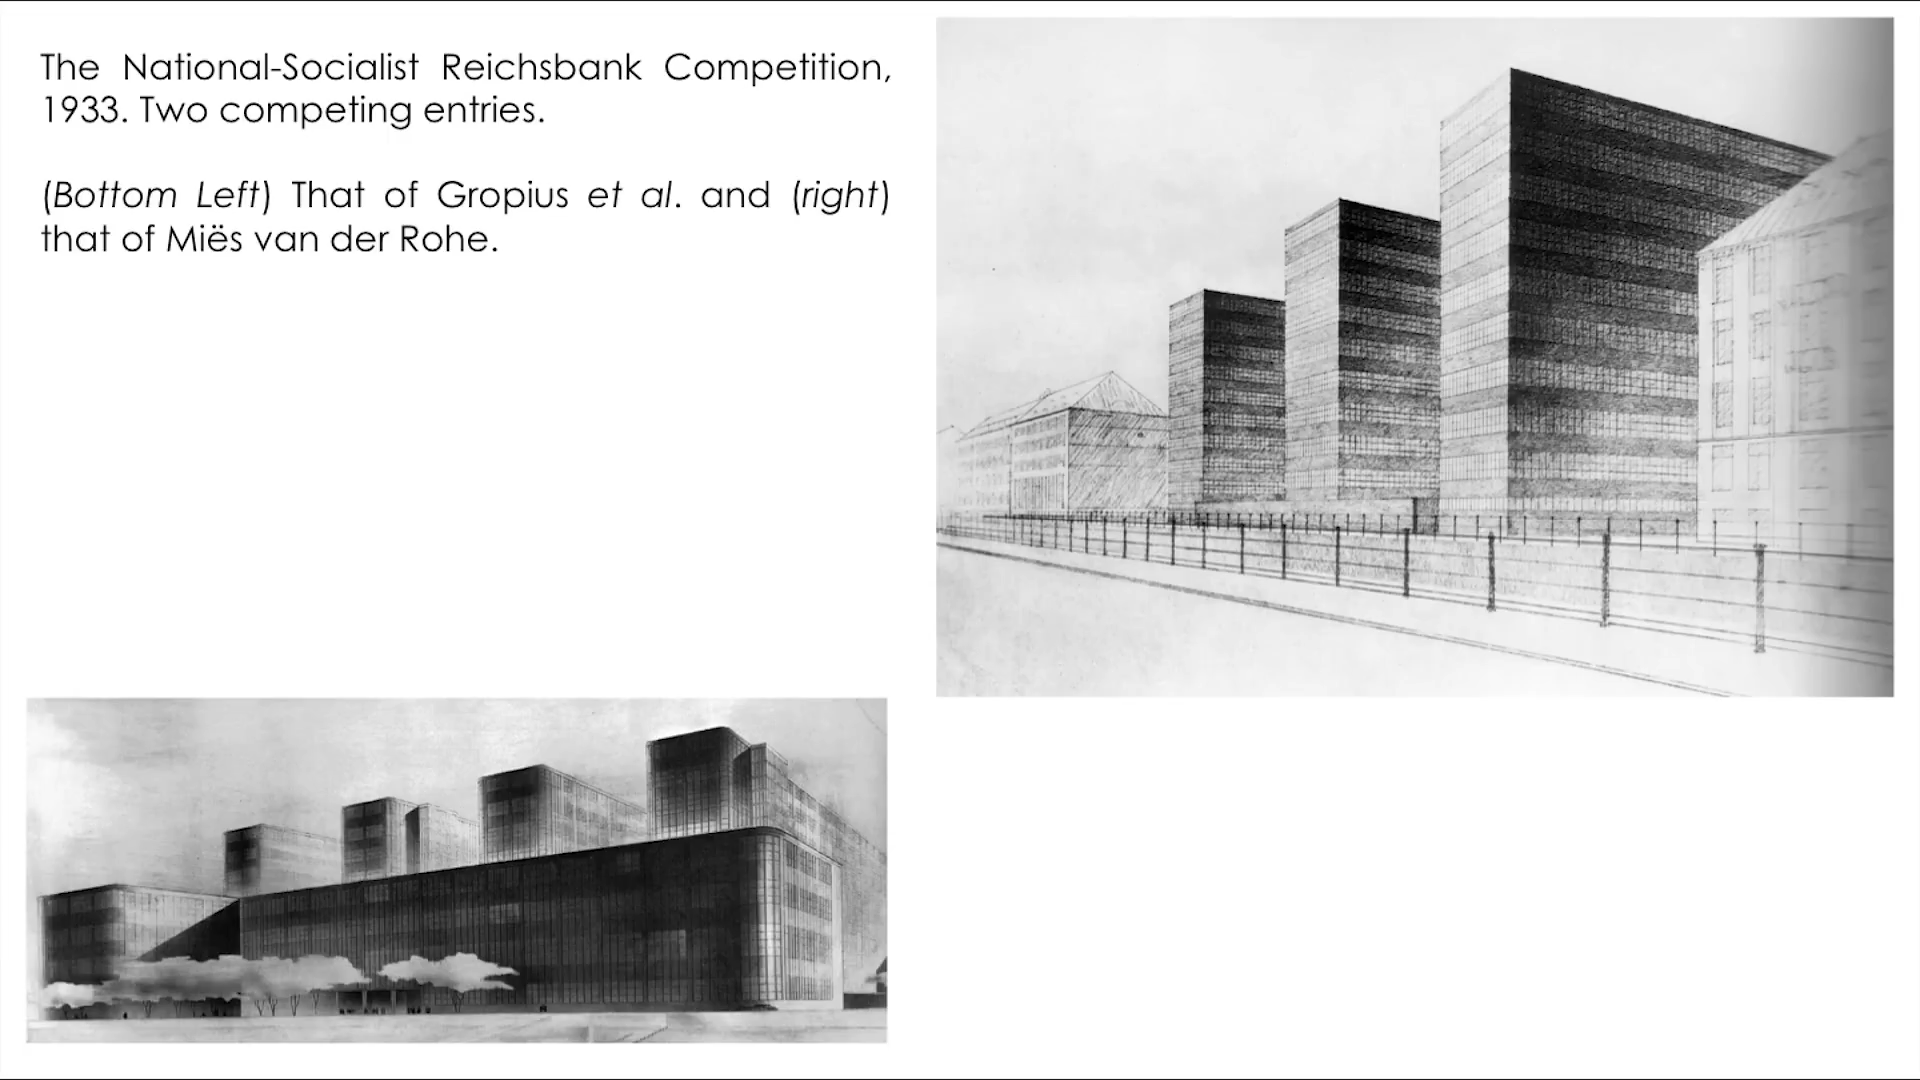 The National-Socialist Reichsbank Competition,
1933. Two competing entries.
(Bottom Left) That of Gropius et al. and (right)
that of Miës van der Rohe.